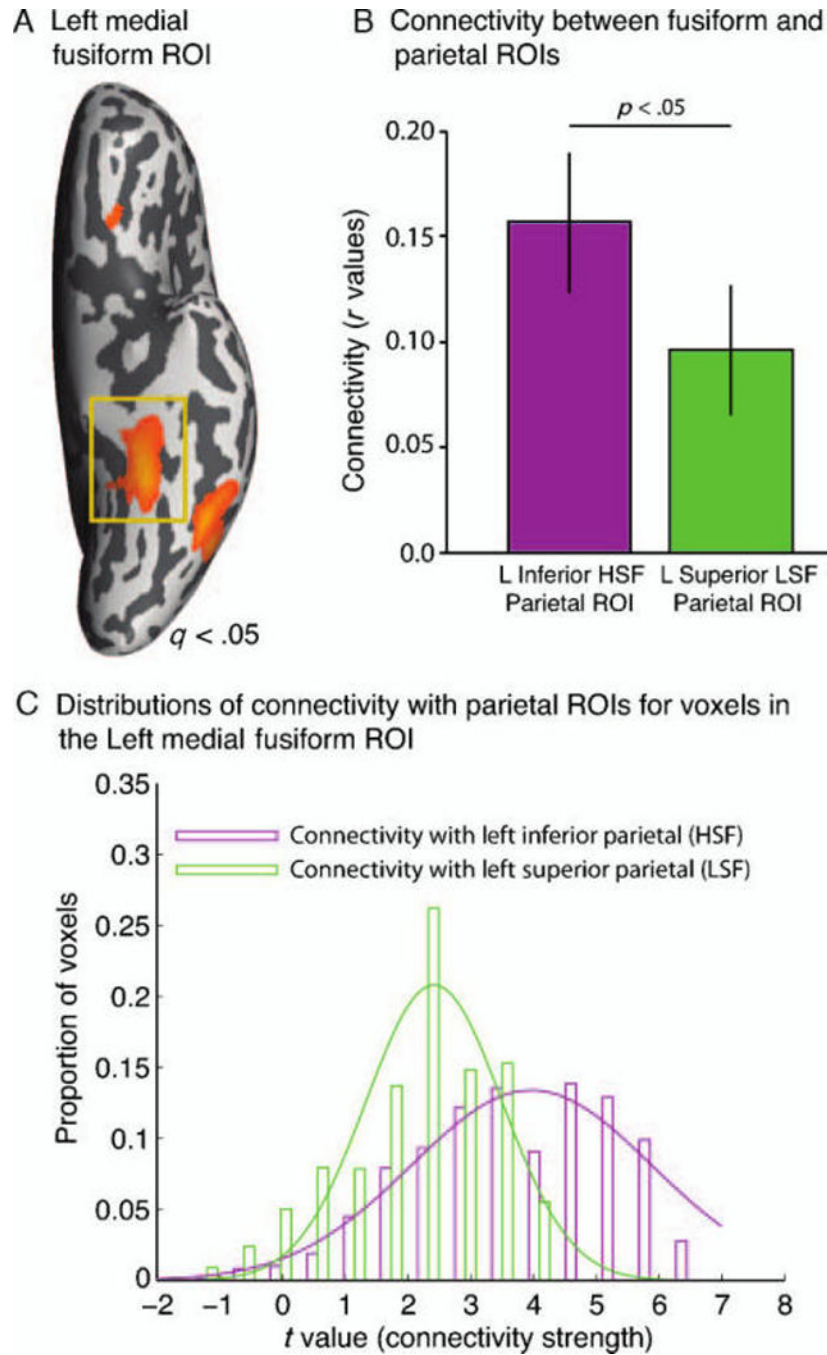 A Left medial
fusiform ROI
q < .05
B Connectivity between fusiform and
parietal ROIs
p < .05
Connectivity (r values)
0.20
0.15
0.10
0.05
0.0
L Inferior HSF
Parietal ROI
L Superior LSF
Parietal ROI
C Distributions of connectivity with parietal ROIs for voxels in
the Left medial fusiform ROI
Proportion of voxels
0.35
0.3
0.25
0.2
0.15
0.1
0.05
0
Connectivity with left inferior parietal (HSF)
Connectivity with left superior parietal (LSF)
−2 −1 0 1 2 3 4 5 6 7 8
t value (connectivity strength)